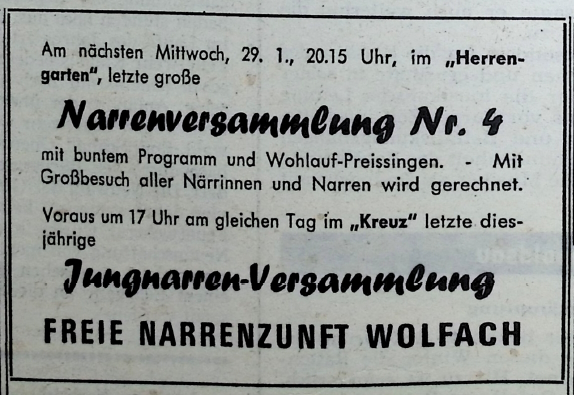 Am nächsten Mittwoch, 29. 1., 20.15 Uhr, im „Herren-
garten“, letzte große
Narrenversammlung Nr. 4
mit buntem Programm und Wohlauf-Preissingen. - Mit
Großbesuch aller Närrinnen und Narren wird gerechnet.
Voraus um 17 Uhr am gleichen Tag im „Kreuz“ letzte dies-
jährige
Jungnarren-Versammlung
FREIE NARRENZUNFT WOLFACH